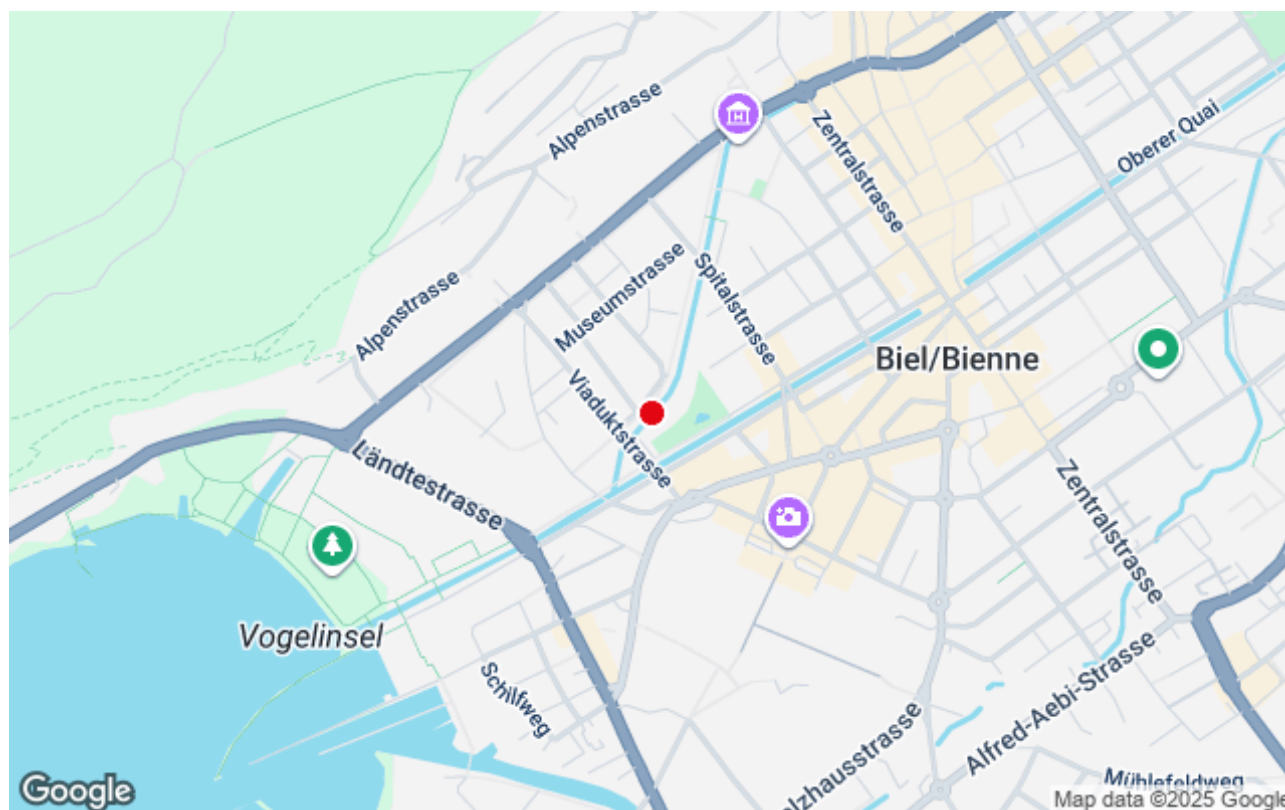 Alpenstrasse
Zentralstrasse
Oberer Quai
Museumstrasse
Spitalstrasse
Alpenstrasse
Biel/Bienne
Viaduktstrasse
Ländtestrasse
Zentralstrasse
Vogelinsel
Schilfweg
Alfred-Aebi-Strasse
Mühlefeldweg
Google
Map data ©2025 Google